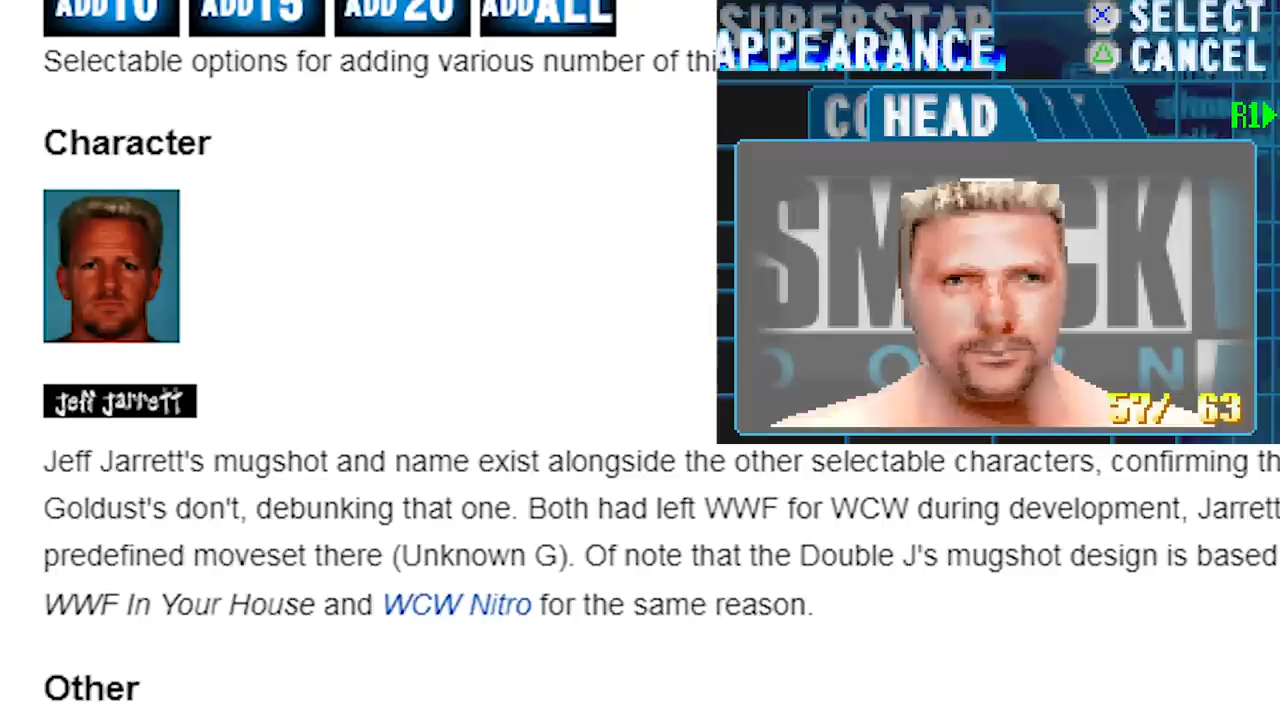 ADD10 ADD15 ADD20 ADDALL
Selectable options for adding various number of thi
Character
Jeff Jarrett
SUPERSTAR
APPEARANCE
SELECT
CANCEL
HEAD
R1
57/ 63
Jeff Jarrett's mugshot and name exist alongside the other selectable characters, confirming th
Goldust's don't, debunking that one. Both had left WWF for WCW during development, Jarrett
predefined moveset there (Unknown G). Of note that the Double J's mugshot design is based
WWF In Your House and WCW Nitro for the same reason.
Other